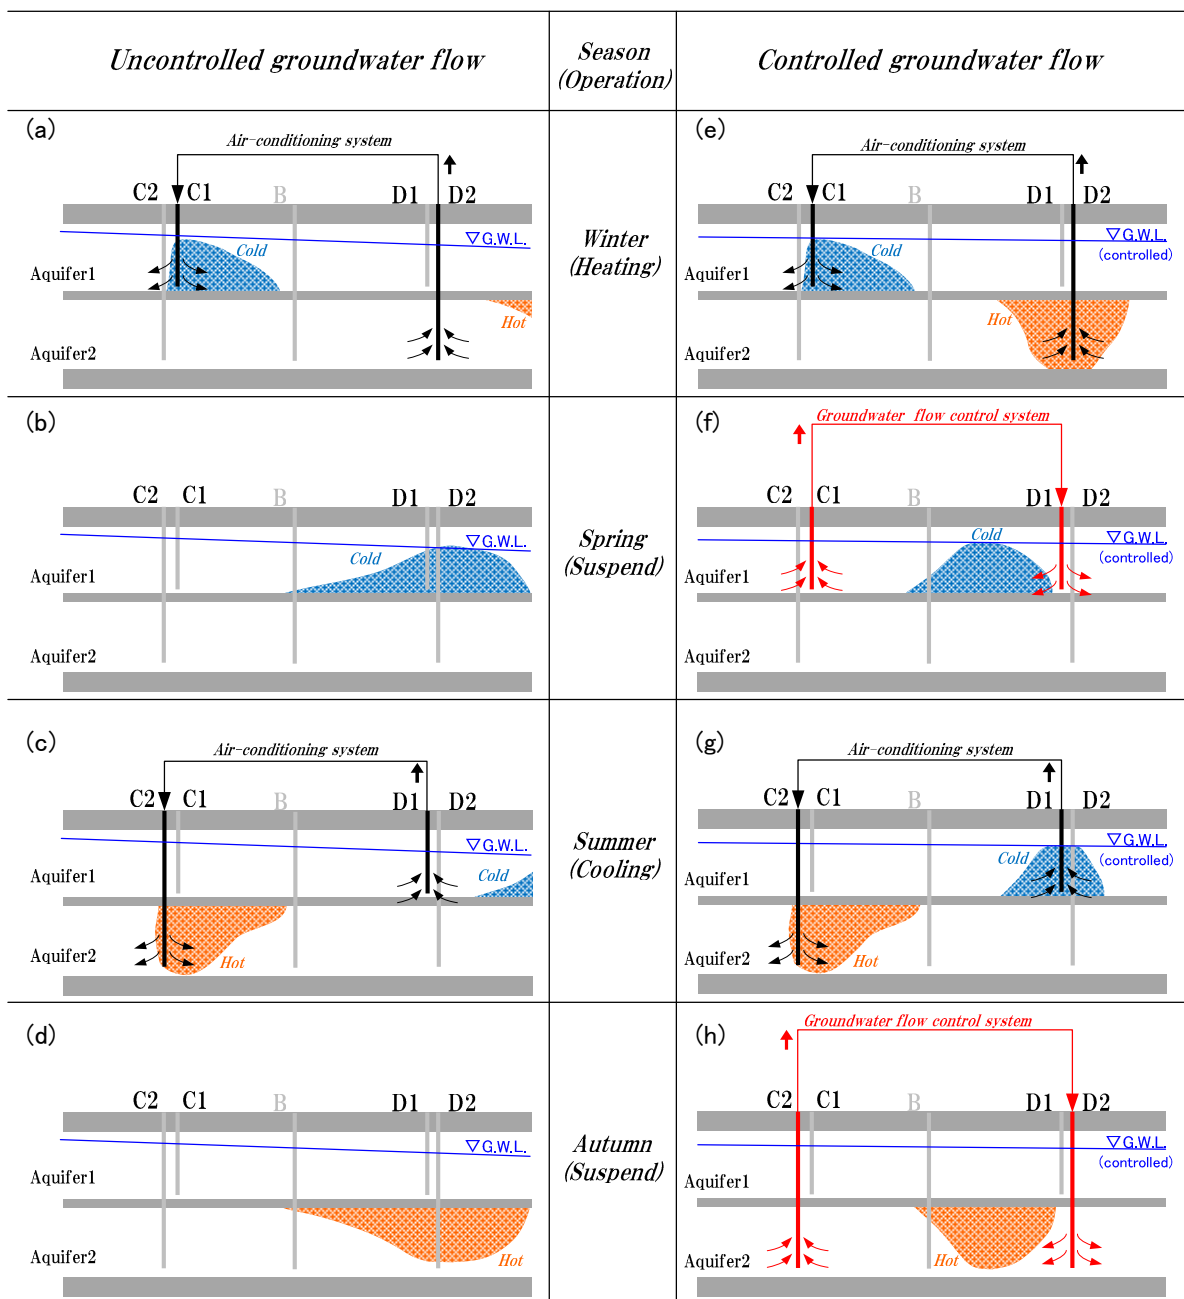 Uncontrolled groundwater flow
Season
(Operation)
Controlled groundwater flow
(a)
Air-conditioning system
C2 C1 B D1 D2
G.W.L.
Cold
Aquifer1
Hot
Aquifer2
Winter
(Heating)
(e)
Air-conditioning system
C2 C1 B D1 D2
G.W.L.
(controlled)
Cold
Aquifer1
Hot
Aquifer2
(b)
C2 C1 B D1 D2
G.W.L.
Cold
Aquifer1
Aquifer2
Spring
(Suspend)
(f)
Groundwater flow control system
C2 C1 B D1 D2
Cold
G.W.L.
(controlled)
Aquifer1
Aquifer2
(c)
Air-conditioning system
C2 C1 B D1 D2
G.W.L.
Cold
Aquifer1
Aquifer2
Hot
Summer
(Cooling)
(g)
Air-conditioning system
C2 C1 B D1 D2
G.W.L.
Cold
(controlled)
Aquifer1
Aquifer2
Hot
(d)
C2 C1 B D1 D2
G.W.L.
Aquifer1
Aquifer2
Hot
Autumn
(Suspend)
(h)
Groundwater flow control system
C2 C1 B D1 D2
G.W.L.
(controlled)
Aquifer1
Aquifer2
Hot